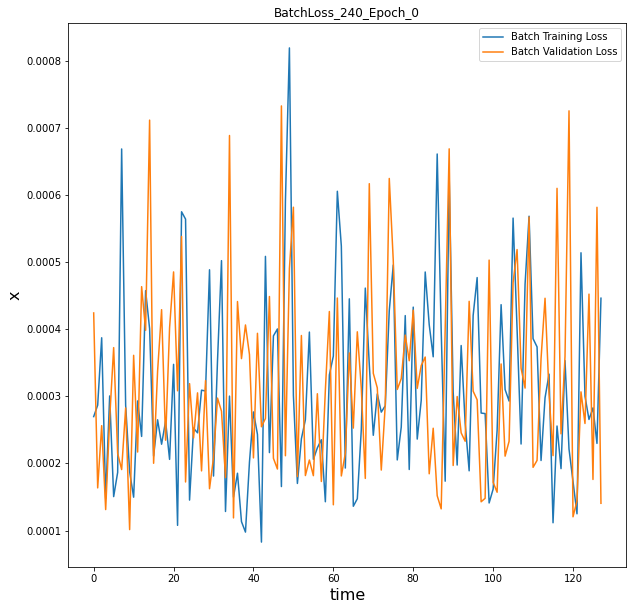 BatchLoss_240_Epoch_0
Batch Training Loss
Batch Validation Loss
0.0008
0.0007
0.0006
0.0005
0.0004
0.0003
0.0002
0.0001
x
0 20 40 60 80 100 120
time